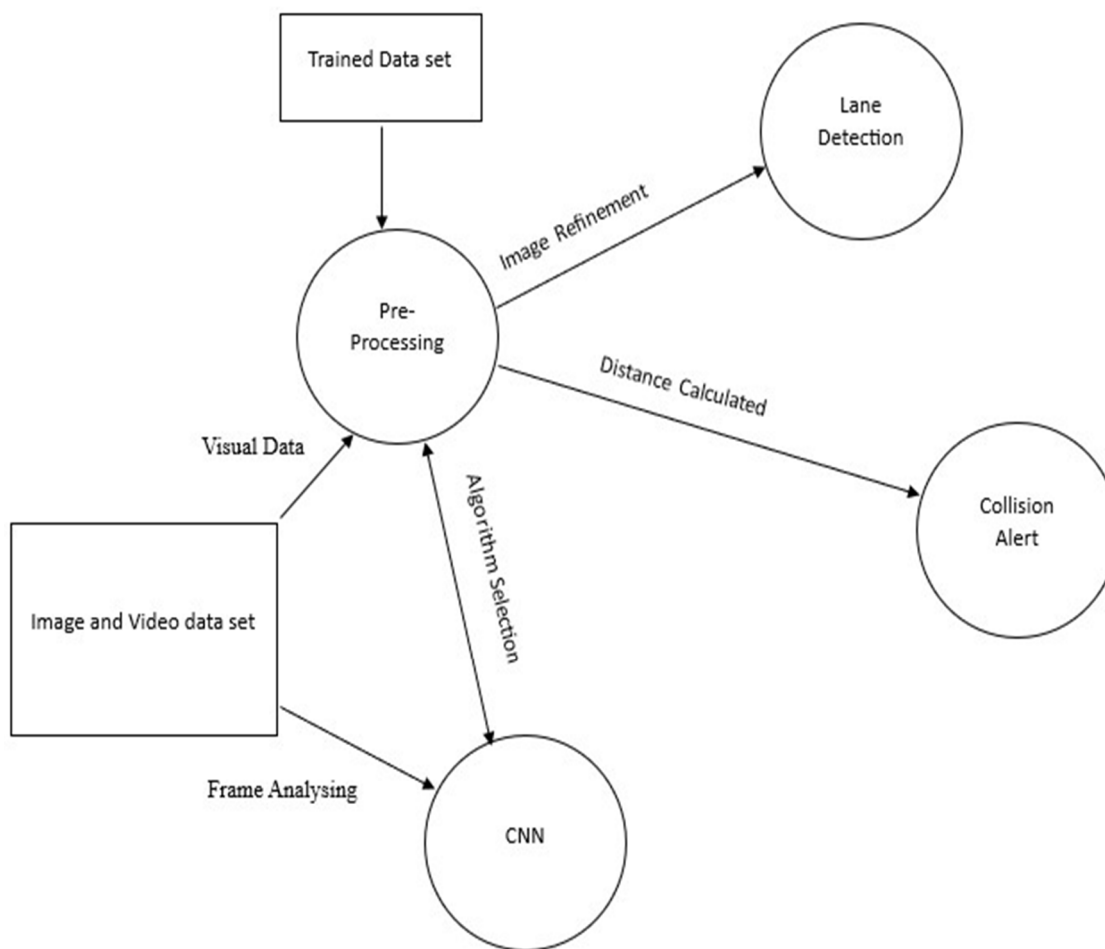 Trained Data set
Lane
Detection
Image Refinement
Pre-
Processing
Distance Calculated
Visual Data
Algorithm Selection
Collision
Alert
Image and Video data set
Frame Analysing
CNN